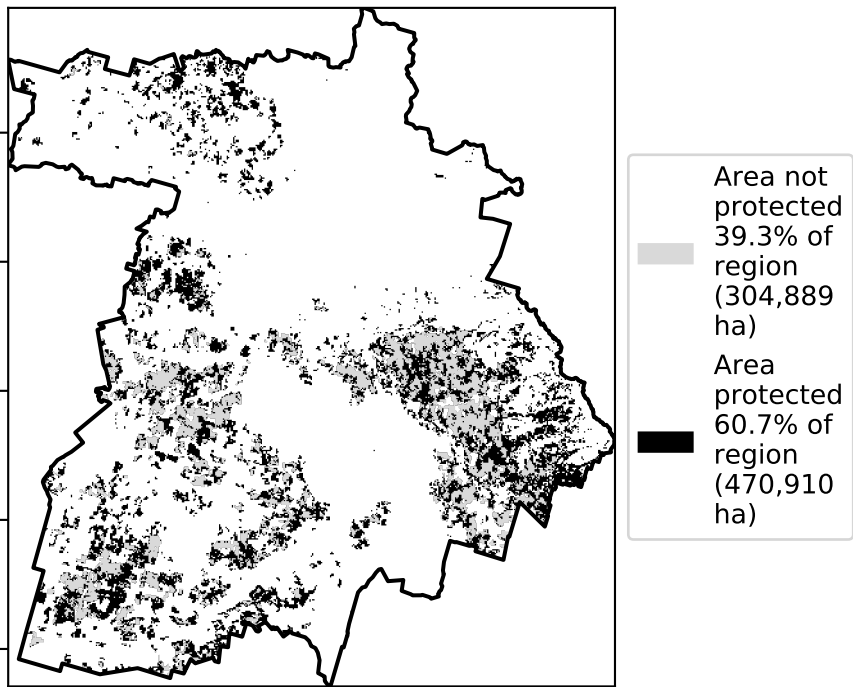 Area not
protected
39.3% of
region
(304,889
ha)
Area
protected
60.7% of
region
(470,910
ha)